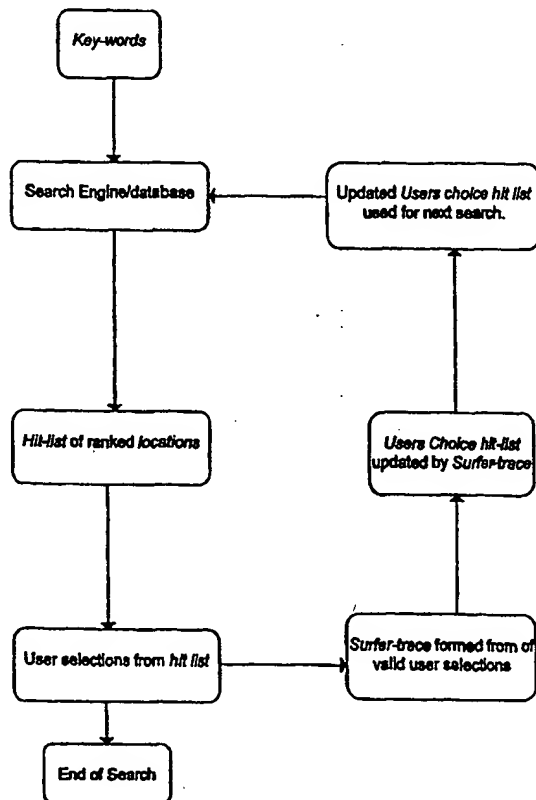 Key-words
Search Engine/database
Updated Users choice hit list
used for next search.
Hit-list of ranked locations
Users Choice hit-list
updated by Surfer-trace
User selections from hit list
Surfer-trace formed from of
valid user selections
End of Search